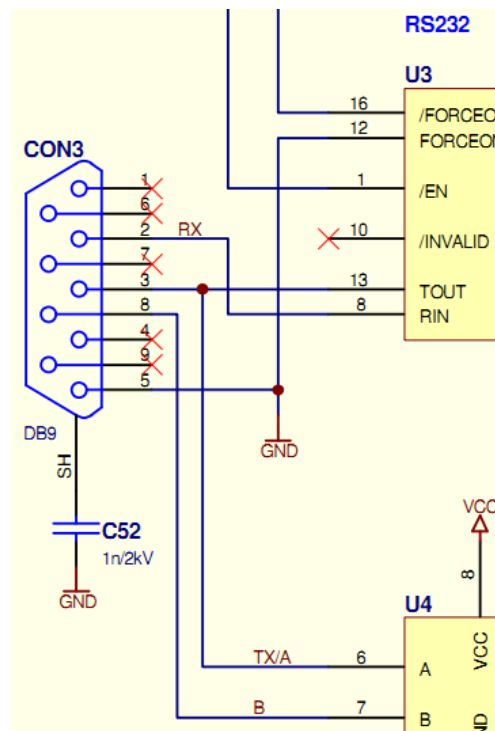 RS232
U3
16 /FORCEO
12 FORCEON
CON3
1
1 /EN
6
2 RX
10 /INVALID
7
3
13 TOUT
8
8 RIN
4
9
5
DB9
GND
SH
C52
1n/2kV
GND
VCC
8
U4
VCC
TX/A 6 A
B 7 B
ND